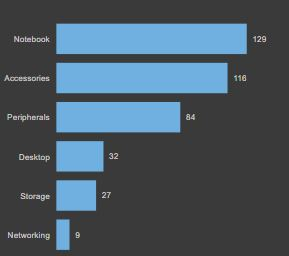 Notebook 129
Accessories 116
Peripherals 84
Desktop 32
Storage 27
Networking 9